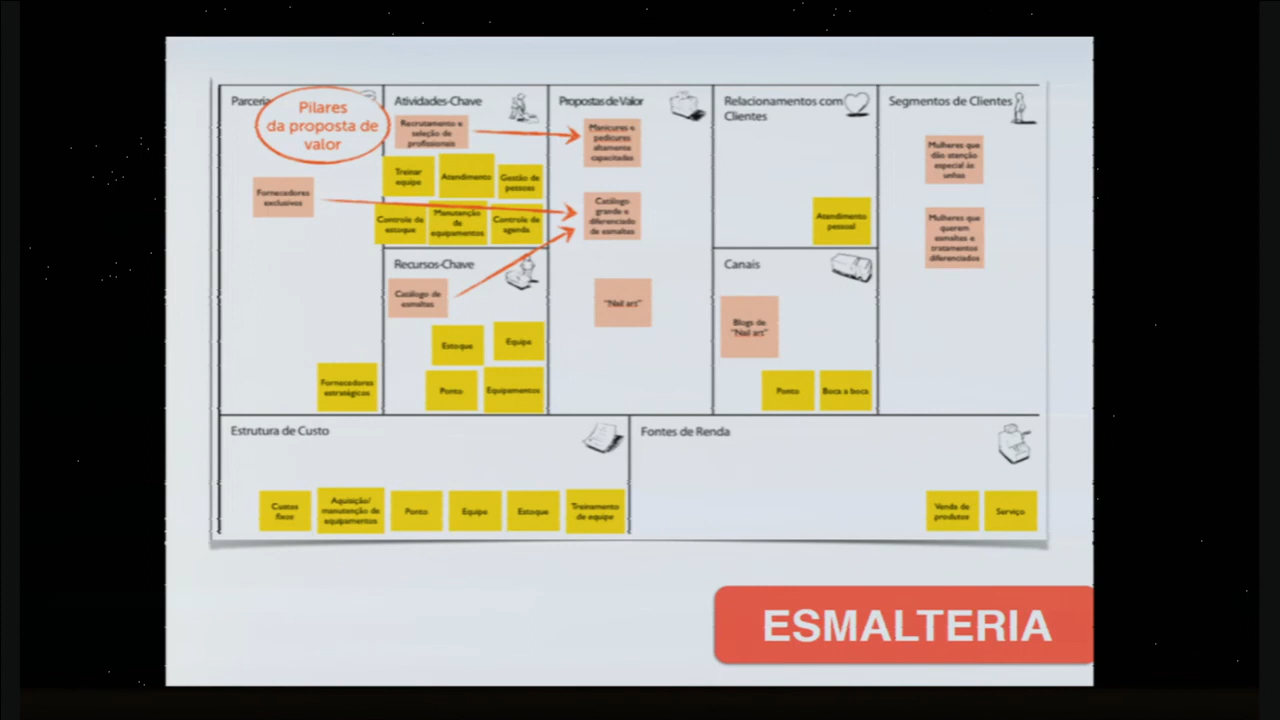 Parceria
Pilares
da proposta de
valor
Fornecedores
exclusivos
Fornecedores
estratégicos
Atividades-Chave
Recrutamento e
seleção de
profissionais
Treinar
equipe
Atendimento
Gestão de
pessoas
Controle de
estoque
Manutenção
de
equipamentos
Controle de
agenda
Recursos-Chave
Catálogo de
esmaltes
Estoque
Equipe
Ponto
Equipamentos
Propostas de Valor
Manicures e
pedicures
altamente
capacitadas
Catálogo
grande e
diferenciado
de esmaltes
"Nail art"
Relacionamentos com
Clientes
Atendimento
pessoal
Canais
Blogs de
"Nail art"
Ponto
Boca a boca
Segmentos de Clientes
Mulheres que
dão atenção
especial às
unhas
Mulheres que
querem
esmaltes e
tratamentos
diferenciados
Estrutura de Custo
Custos
fixos
Aquisição/
manutenção de
equipamentos
Ponto
Equipe
Estoque
Treinamento
de equipe
Fontes de Renda
Venda de
produtos
Serviço
ESMALTERIA